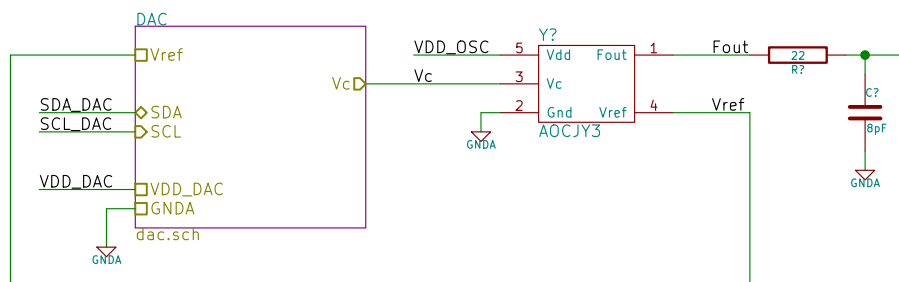 DAC
Vref
Vc
SDA_DAC
SDA
SCL_DAC
SCL
VDD_DAC
VDD_DAC
GNDA
GNDA
dac.sch
Vc
GNDA
Y?
VDD_OSC
5
Vdd
Fout
1
Fout
3
Vc
2
Gnd
Vref
4
Vref
AOCJY3
22
R?
C?
8pF
GNDA